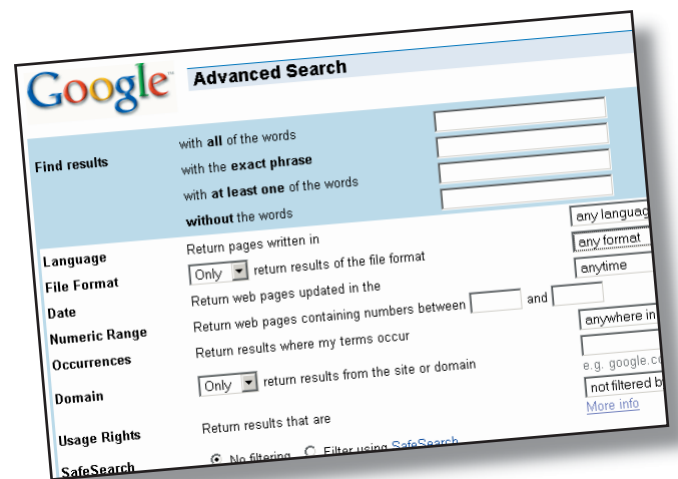 Google™ Advanced Search
Find results with all of the words
with the exact phrase
with at least one of the words
without the words
Language Return pages written in any languag
File Format Only return results of the file format any format
Date Return web pages updated in the anytime
Numeric Range Return web pages containing numbers between and
Occurrences Return results where my terms occur anywhere in
Domain Only return results from the site or domain
e.g. google.co
Usage Rights Return results that are not filtered b
More info
SafeSearch No filtering Filter using SafeSearch